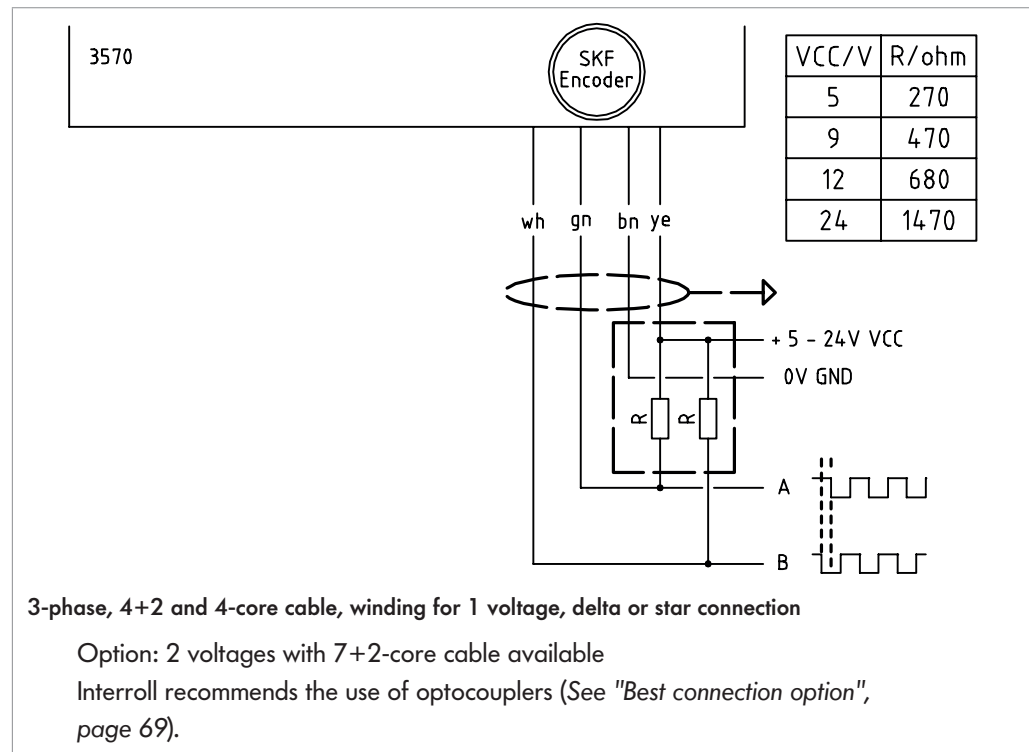 3570
SKF
Encoder
VCC/V R/ohm
5 270
9 470
12 680
24 1470
wh gn bn ye
+ 5 - 24V VCC
0V GND
R R
A
B
3-phase, 4+2 and 4-core cable, winding for 1 voltage, delta or star connection
Option: 2 voltages with 7+2-core cable available
Interroll recommends the use of optocouplers (See "Best connection option",
page 69).